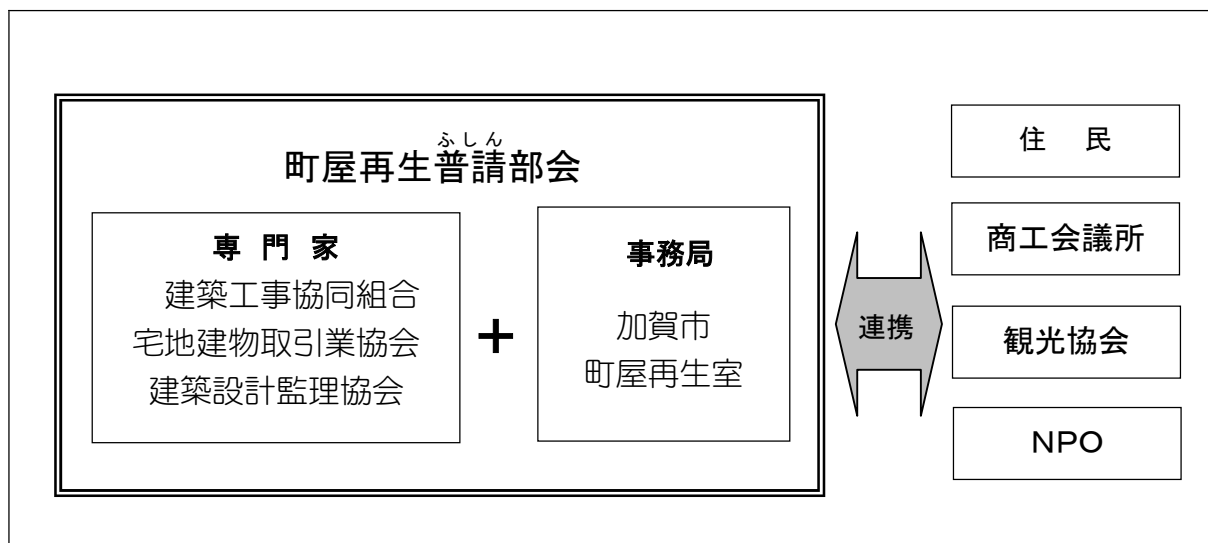 ふしん
町屋再生普請部会
専 門 家
建築工事協同組合
宅地建物取引業協会
建築設計監理協会
+
事務局
加賀市
町屋再生室
連携
住 民
商工会議所
観光協会
NPO